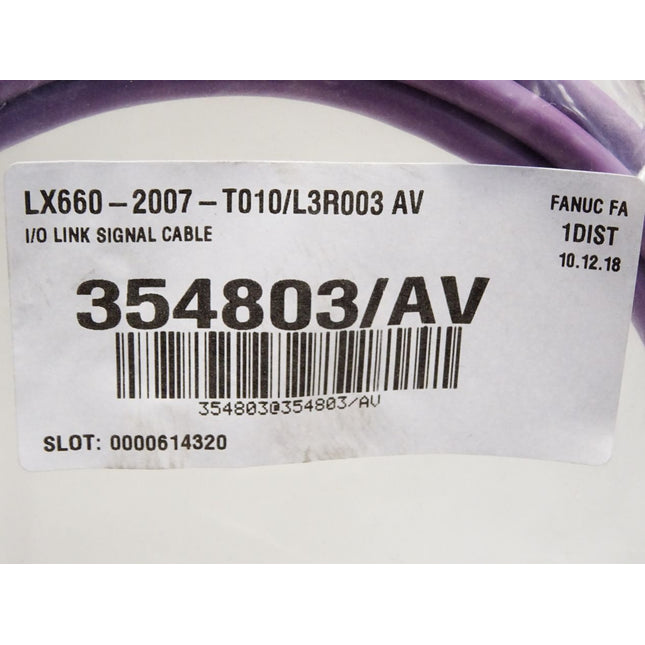 LX660-2007-T010/L3R003 AV
I/O LINK SIGNAL CABLE
FANUC FA
1DIST
10.12.18
354803/AV
354803@354803/AV
SLOT: 0000614320